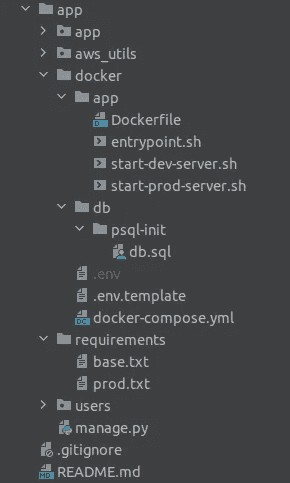 app
app
aws_utils
docker
app
Dockerfile
entrypoint.sh
start-dev-server.sh
start-prod-server.sh
db
psql-init
db.sql
.env
.env.template
docker-compose.yml
requirements
base.txt
prod.txt
users
manage.py
.gitignore
README.md